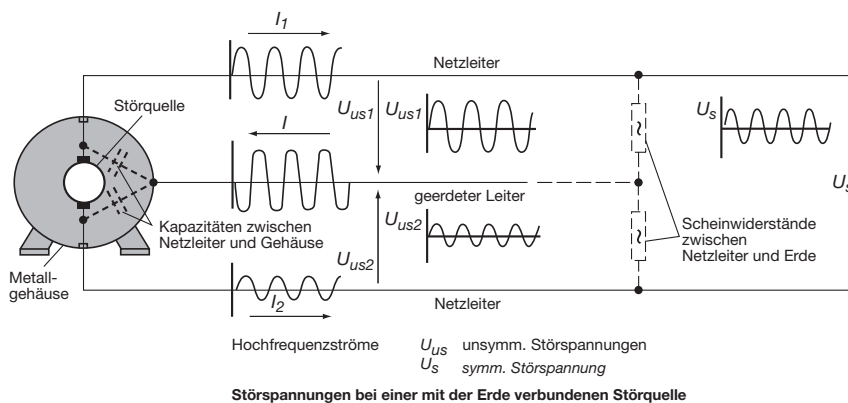 I1
Netzleiter
Störquelle
Uus1
Uus1
Us
I
geerdeter Leiter
Us
Kapazitäten zwischen
Netzleiter und Gehäuse
Uus2
Scheinwiderstände
zwischen
Netzleiter und Erde
Metall-
gehäuse
Uus2
I2
Netzleiter
Hochfrequenzströme
Uus unsymm. Störspannungen
Us symm. Störspannung
Störspannungen bei einer mit der Erde verbundenen Störquelle